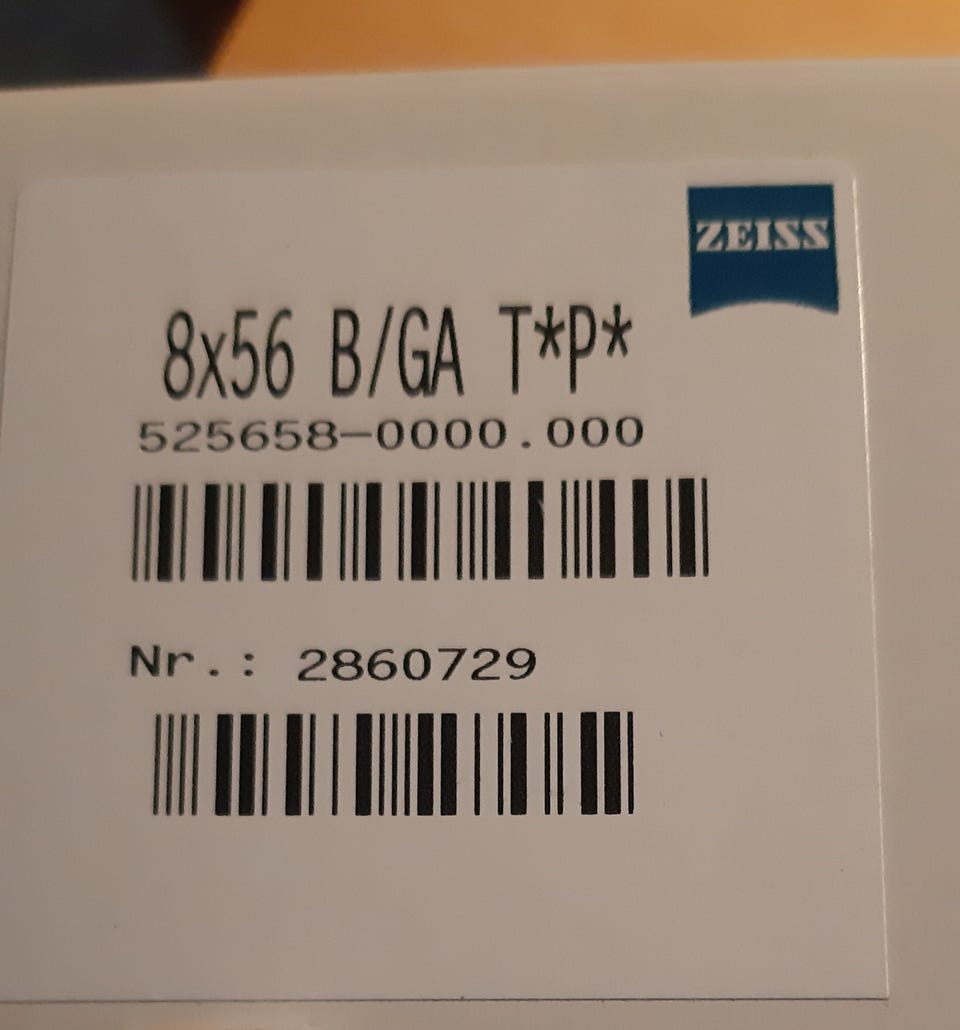 ZEISS
8x56 B/GA T*P*
525658-0000.000
Nr.: 2860729